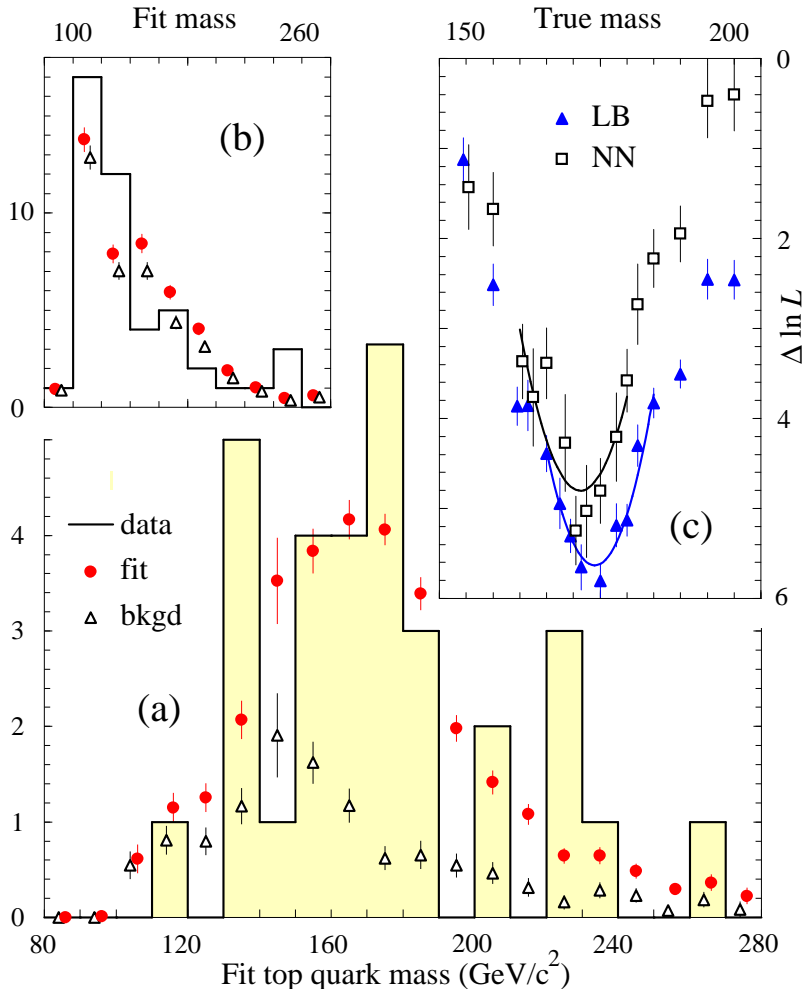 Fit mass
True mass
100
260
150
200
0
(b)
LB
NN
10
2
Δ ln L
0
4
data
4
fit
(c)
bkgd
6
3
2
(a)
1
0
80
120
160
200
240
280
Fit top quark mass (GeV/c²)